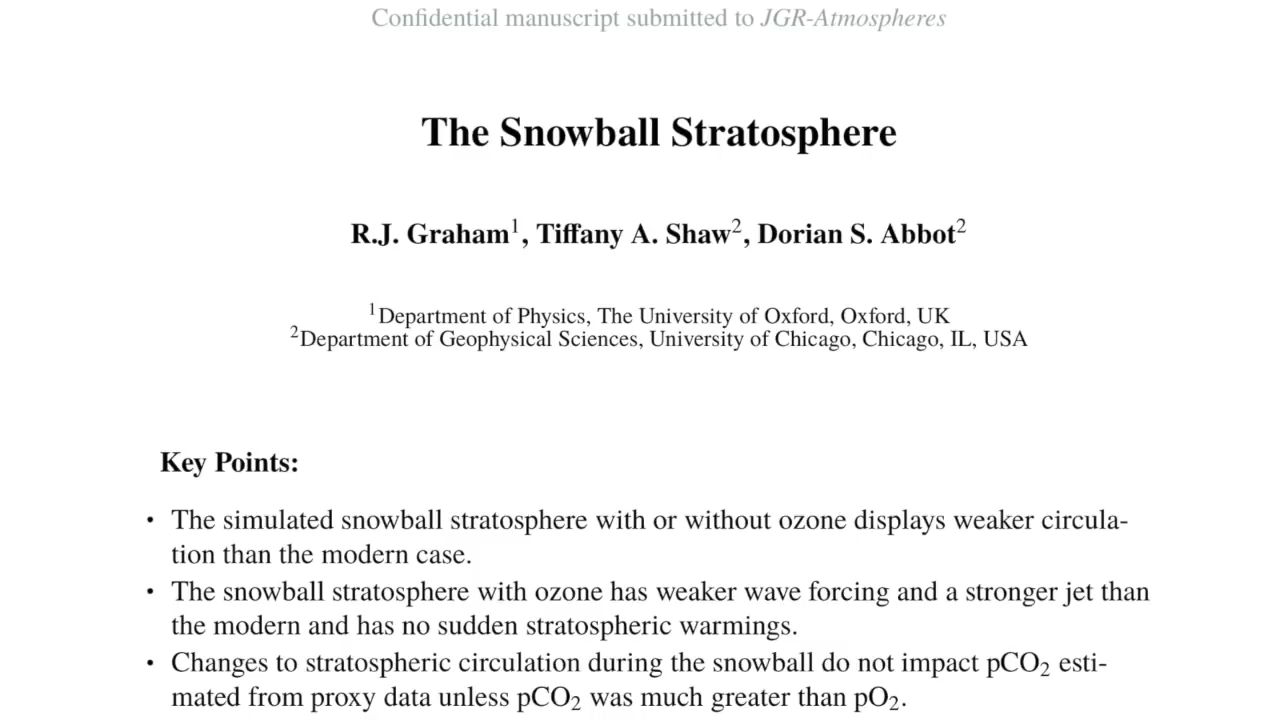 Confidential manuscript submitted to JGR-Atmospheres
The Snowball Stratosphere
R.J. Graham¹, Tiffany A. Shaw², Dorian S. Abbot²
¹Department of Physics, The University of Oxford, Oxford, UK
²Department of Geophysical Sciences, University of Chicago, Chicago, IL, USA
Key Points:
• The simulated snowball stratosphere with or without ozone displays weaker circula-
tion than the modern case.
• The snowball stratosphere with ozone has weaker wave forcing and a stronger jet than
the modern and has no sudden stratospheric warmings.
• Changes to stratospheric circulation during the snowball do not impact pCO₂ esti-
mated from proxy data unless pCO₂ was much greater than pO₂.